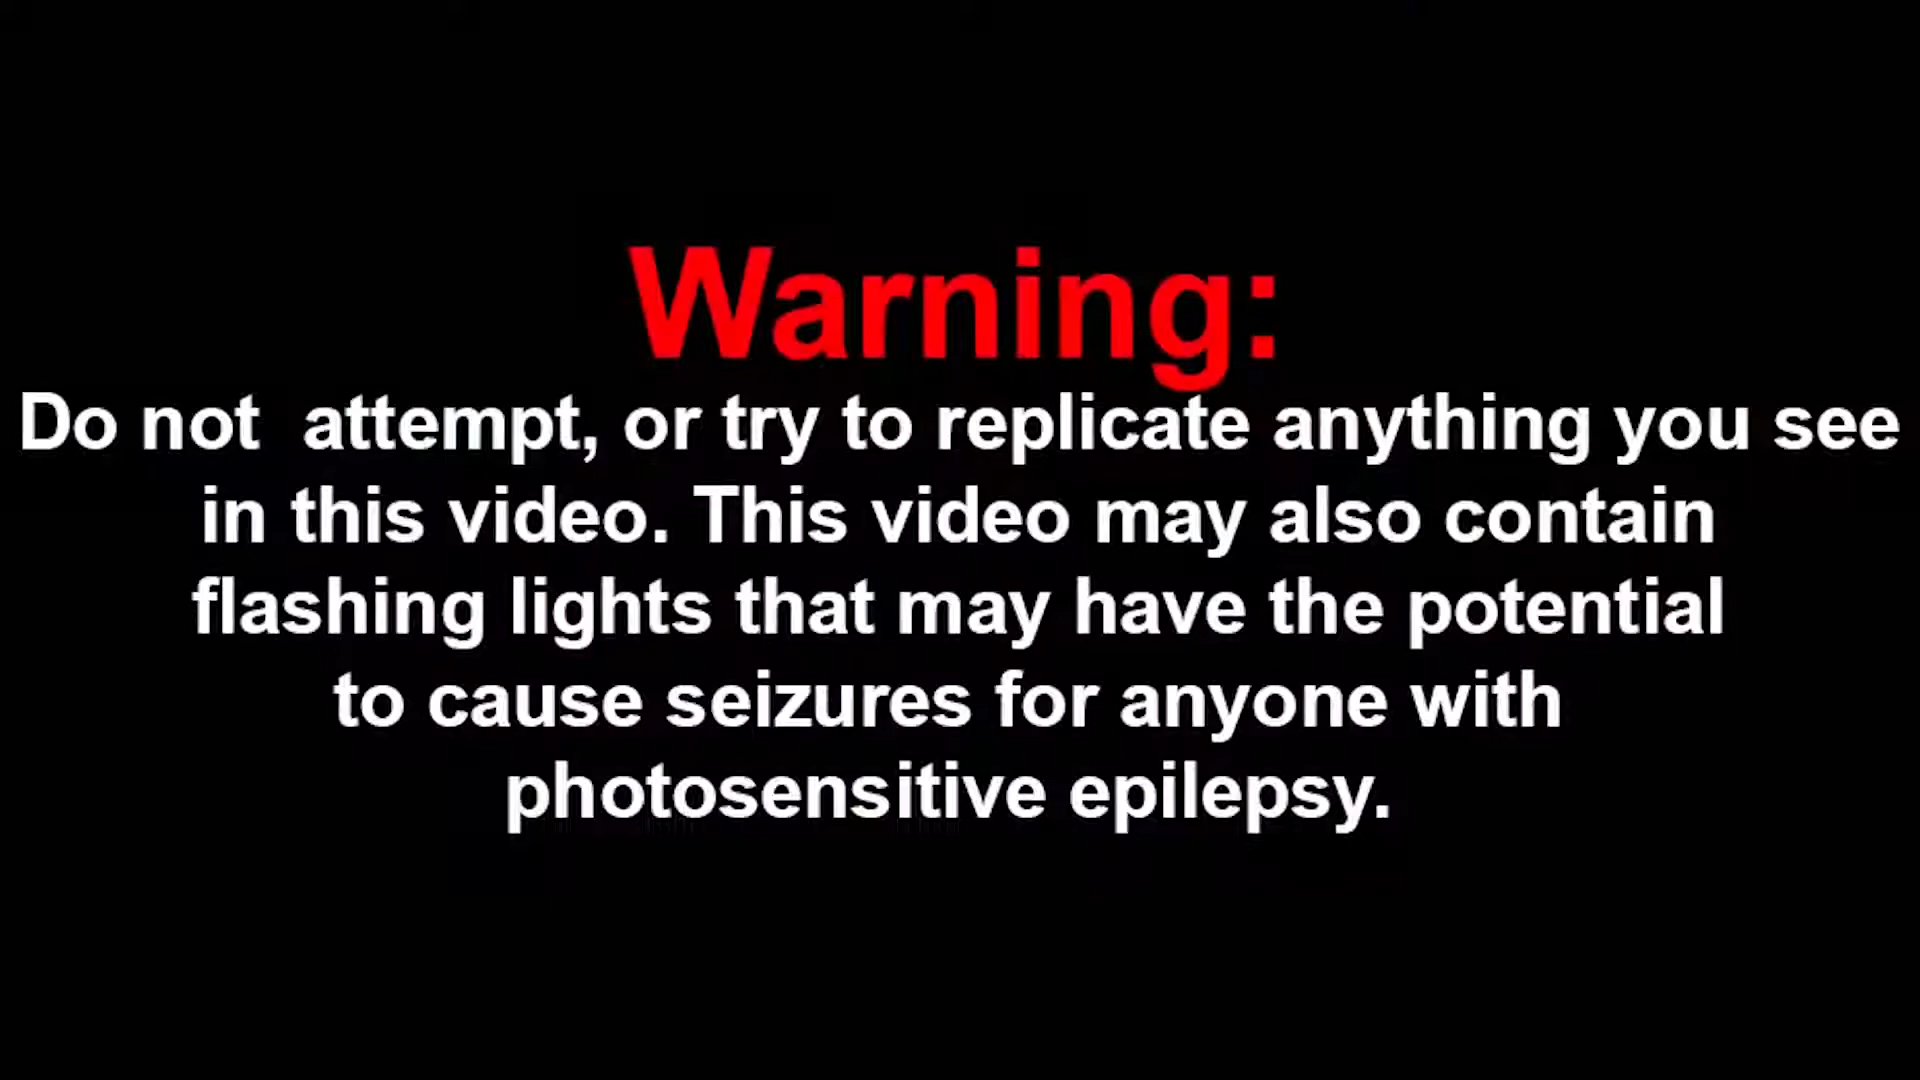 Warning:
Do not  attempt, or try to replicate anything you see
in this video. This video may also contain
flashing lights that may have the potential
to cause seizures for anyone with
photosensitive epilepsy.